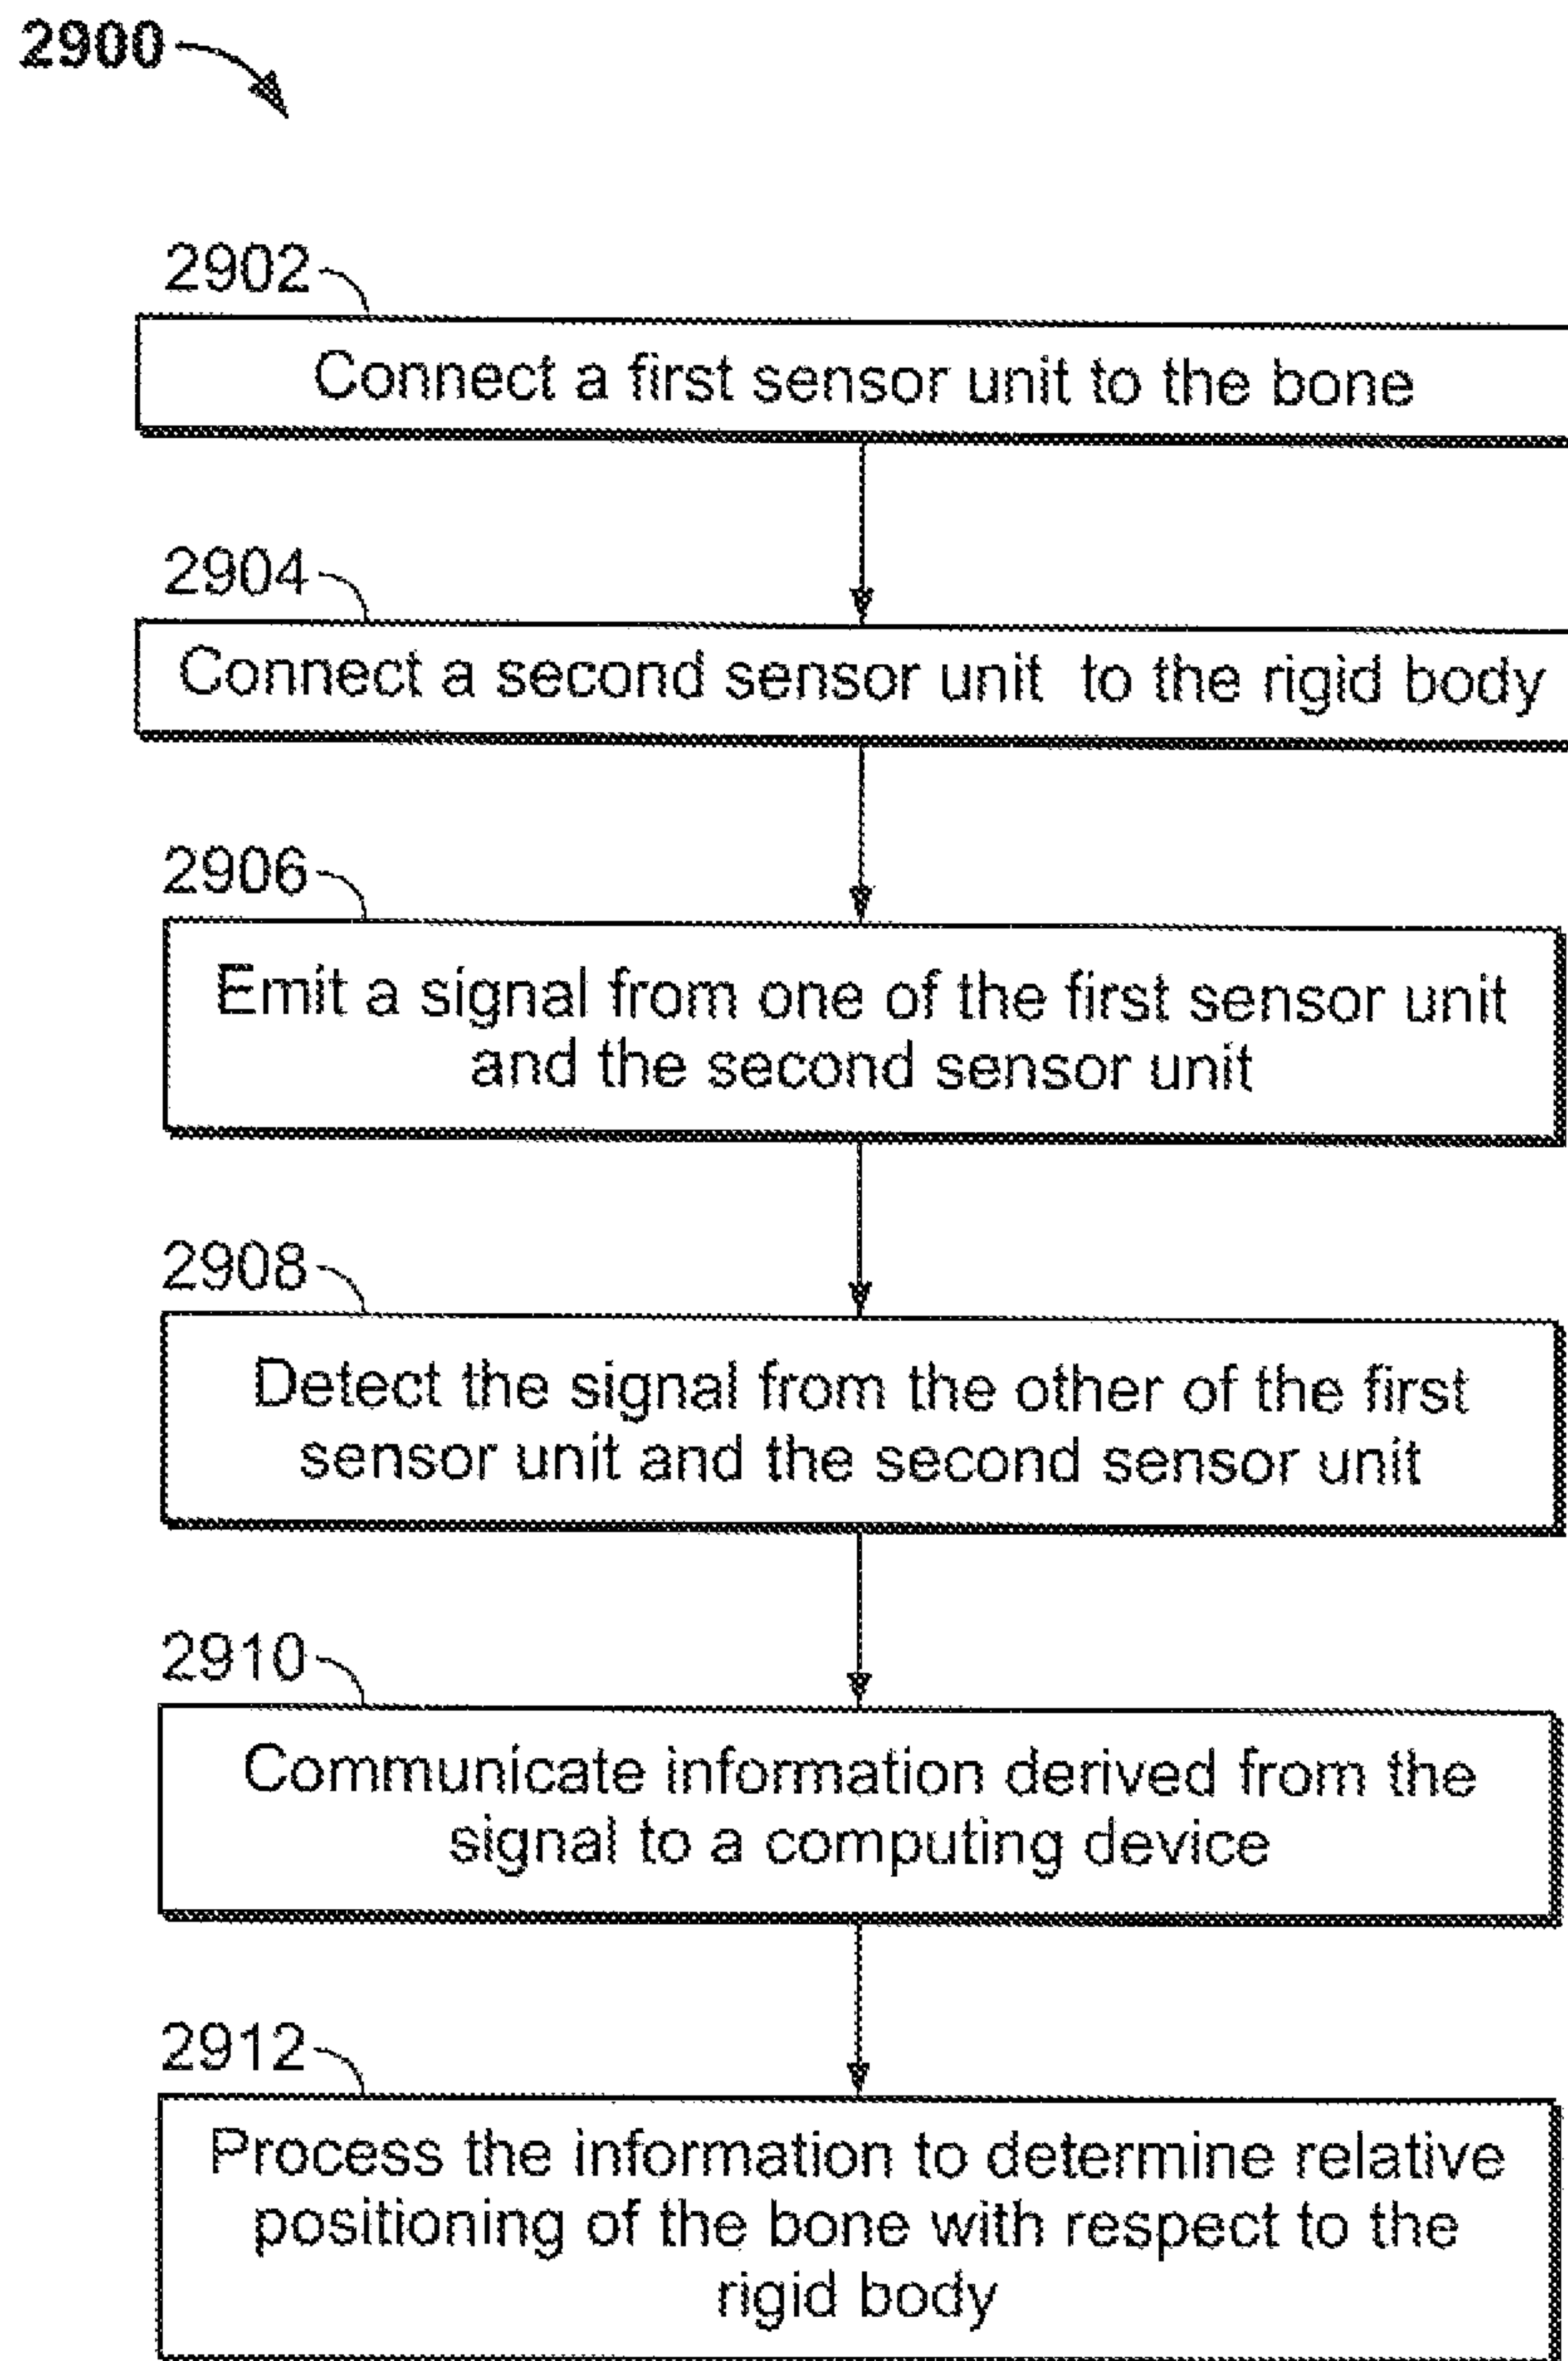 2900
2902
Connect a first sensor unit to the bone
2904
Connect a second sensor unit to the rigid body
2906
Emit a signal from one of the first sensor unit
and the second sensor unit
2908
Detect the signal from the other of the first
sensor unit and the second sensor unit
2910
Communicate information derived from the
signal to a computing device
2912
Process the information to determine relative
positioning of the bone with respect to the
rigid body